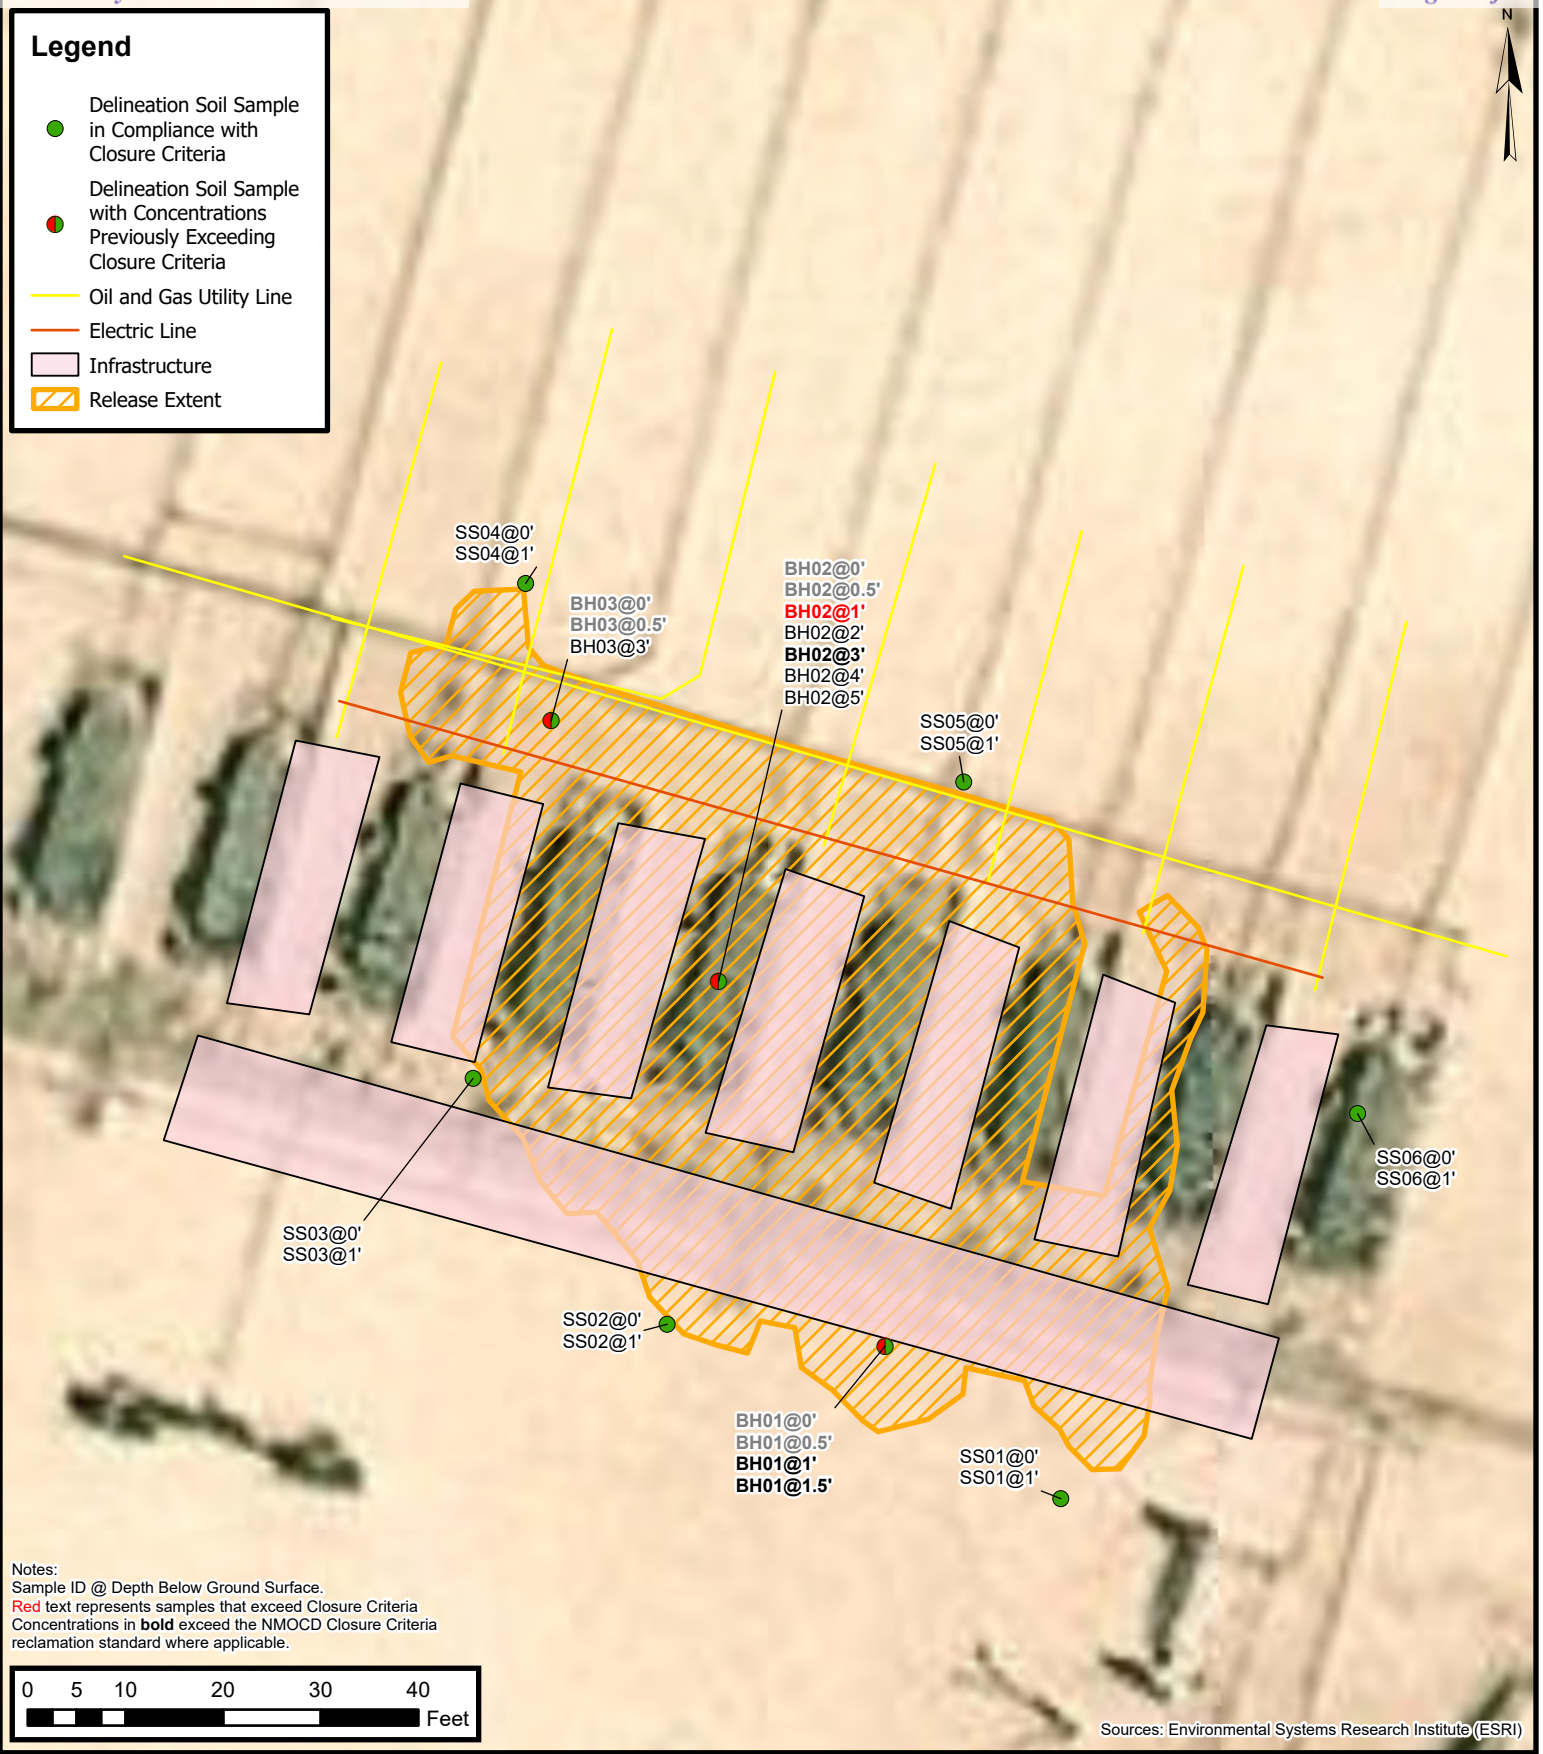 N
Legend
Delineation Soil Sample
in Compliance with
Closure Criteria
Delineation Soil Sample
with Concentrations
Previously Exceeding
Closure Criteria
Oil and Gas Utility Line
Electric Line
Infrastructure
Release Extent
SS04@0'
SS04@1'
BH03@0'
BH03@0.5'
BH03@3'
BH02@0'
BH02@0.5'
BH02@1'
BH02@2'
BH02@3'
BH02@4'
BH02@5'
SS05@0'
SS05@1'
SS06@0'
SS06@1'
SS03@0'
SS03@1'
SS02@0'
SS02@1'
BH01@0'
BH01@0.5'
BH01@1'
BH01@1.5'
SS01@0'
SS01@1'
Notes:
Sample ID @ Depth Below Ground Surface.
Red text represents samples that exceed Closure Criteria
Concentrations in bold exceed the NMOCD Closure Criteria
reclamation standard where applicable.
0 5 10 20 30 40
Feet
Sources: Environmental Systems Research Institute (ESRI)